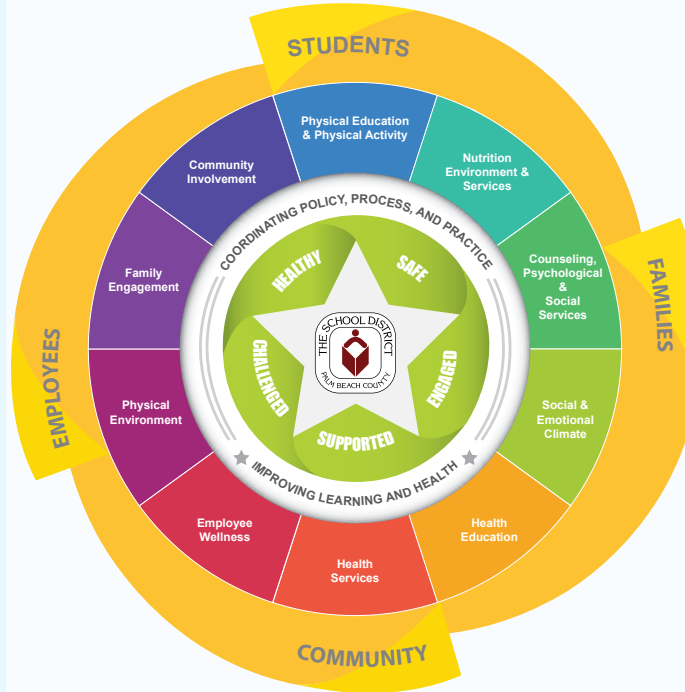 STUDENTS
Physical Education
& Physical Activity
Nutrition
Environment &
Services
Counseling,
Psychological
&
Social
Services
Social &
Emotional
Climate
Health
Education
Health
Services
Employee
Wellness
Physical
Environment
Family
Engagement
Community
Involvement
FAMILIES
COMMUNITY
EMPLOYEES
COORDINATING POLICY, PROCESS, AND PRACTICE
IMPROVING LEARNING AND HEALTH
HEALTHY
SAFE
ENGAGED
SUPPORTED
CHALLENGED
THE SCHOOL DISTRICT
PALM BEACH COUNTY